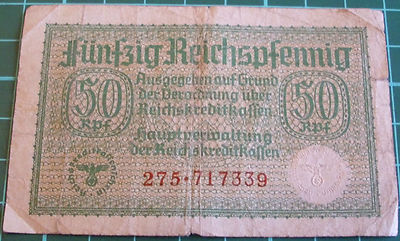 Fünfzig Reichspfennig
Ausgegeben auf Grund
der Verordnung über
Reichskreditkassen.
50
Rpf
50
Rpf
Hauptverwaltung
der Reichskreditkassen.
275·717339